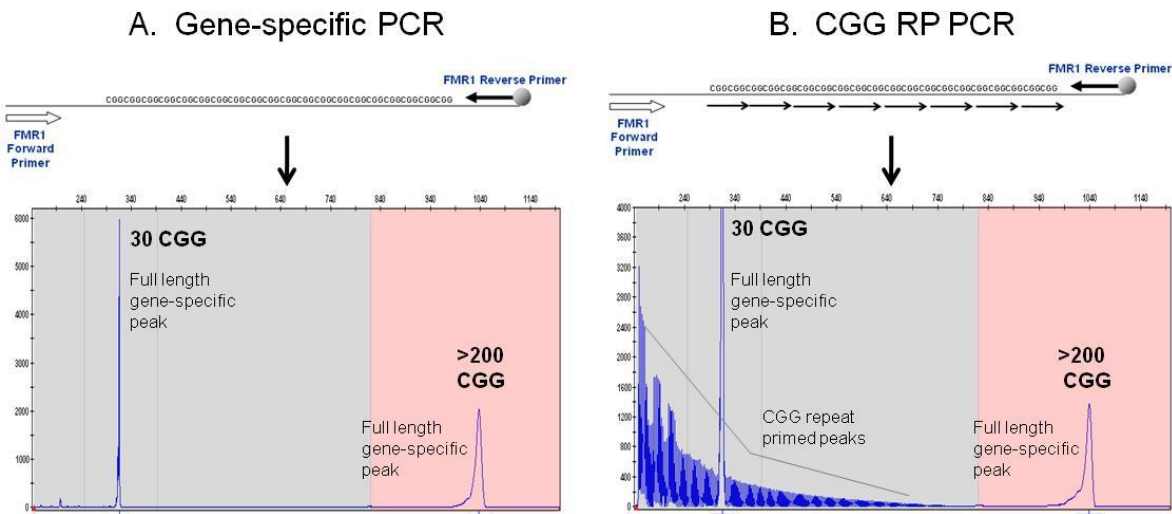 A. Gene-specific PCR
FMR1 Reverse Primer
CGGCGGCGGCGGCGGCGGCGGCGGCGGCGGCGGCGGCGGCGGCGGCGGCGG
FMR1
Forward
Primer
240 340 440 540 640 740 840 940 1040 1140
6000
5000
4000
3000
2000
1000
0
30 CGG
Full length
gene-specific
peak
>200
CGG
Full length
gene-specific
peak
B. CGG RP PCR
FMR1 Reverse Primer
CGGCGGCGGCGGCGGCGGCGGCGGCGGCGGCGGCGGCGGCGGCGGCGGCGG
FMR1
Forward
Primer
240 340 440 540 640 740 840 940 1040 1140
4000
3600
3200
2800
2400
2000
1600
1200
800
400
0
30 CGG
Full length
gene-specific
peak
CGG repeat
primed peaks
>200
CGG
Full length
gene-specific
peak